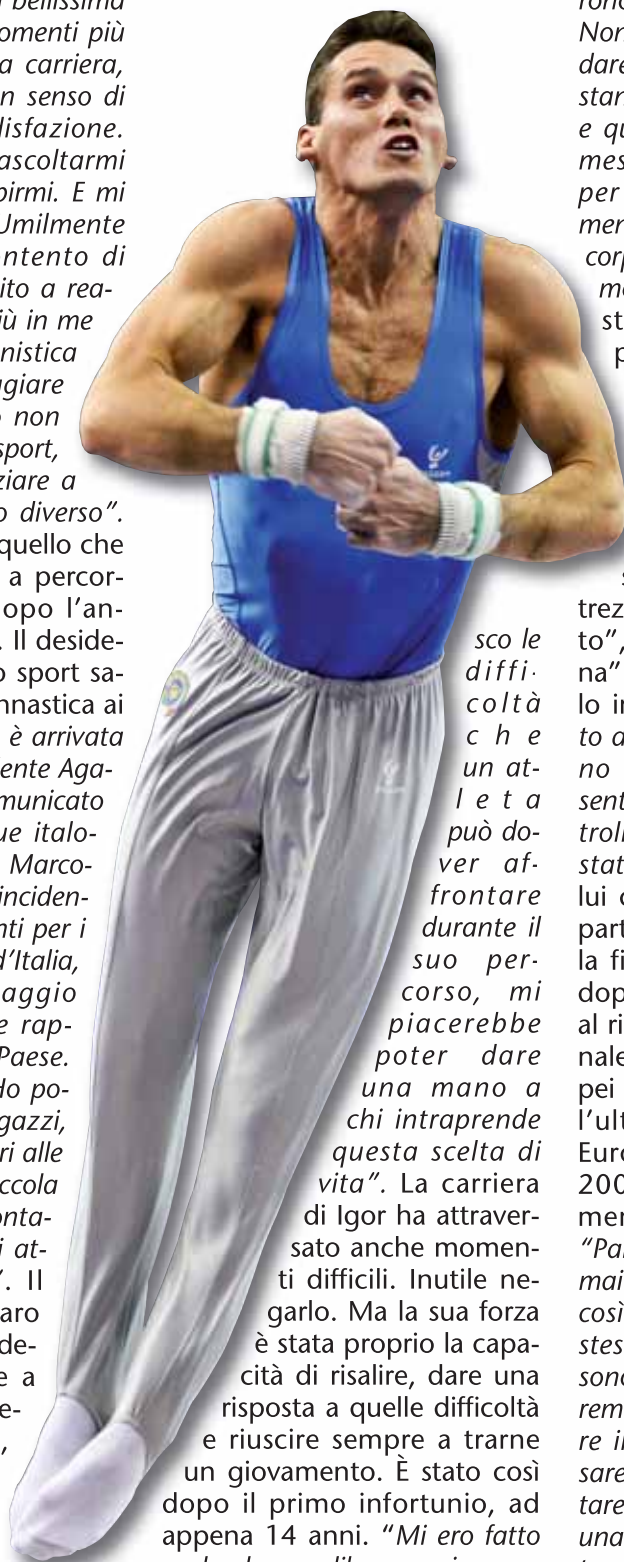 bellissima
omenti più
a carriera,
n senso di
lisfazione.
ascoltarmi
pirmi. E mi
Umilmente
ntento di
ito a rea-
iù in me
nistica
ggiare
non
sport,
ziare a
o diverso”.
quello che
a percor-
opo l’an-
. Il deside-
o sport sa-
nnastica ai
è arrivata
ente Aga-
municato
ue italo-
Marco-
inciden-
nti per i
d’Italia,
aggio
e rap-
Paese.
Ho po-
gazzi,
ri alle
ccola
onta-
i at-
”. Il
aro
de-
e a
e-
,
sco le
diffi-
coltà
che
un at-
leta
può do-
ver af-
frontare
durante il
suo per-
corso, mi
piacerebbe
poter dare
una mano a
chi intraprende
questa scelta di
vita”. La carriera
di Igor ha attraver-
sato anche momen-
ti difficili. Inutile ne-
garlo. Ma la sua forza
è stata proprio la capa-
cità di risalire, dare una
risposta a quelle difficoltà
e riuscire sempre a trarne
un giovamento. È stato così
dopo il primo infortunio, ad
appena 14 anni. “Mi ero fatto
Non
dare
stan
e qu
mes
per
men
corp
mo
st
p
s
trez
to”,
na”
lo in
to a
no
sent
troll
stat
lui c
part
la fi
dop
al ri
nale
pei
l’ult
Euro
200
men
“Par
mai
così
stes
sono
rem
re il
sare
tare
una